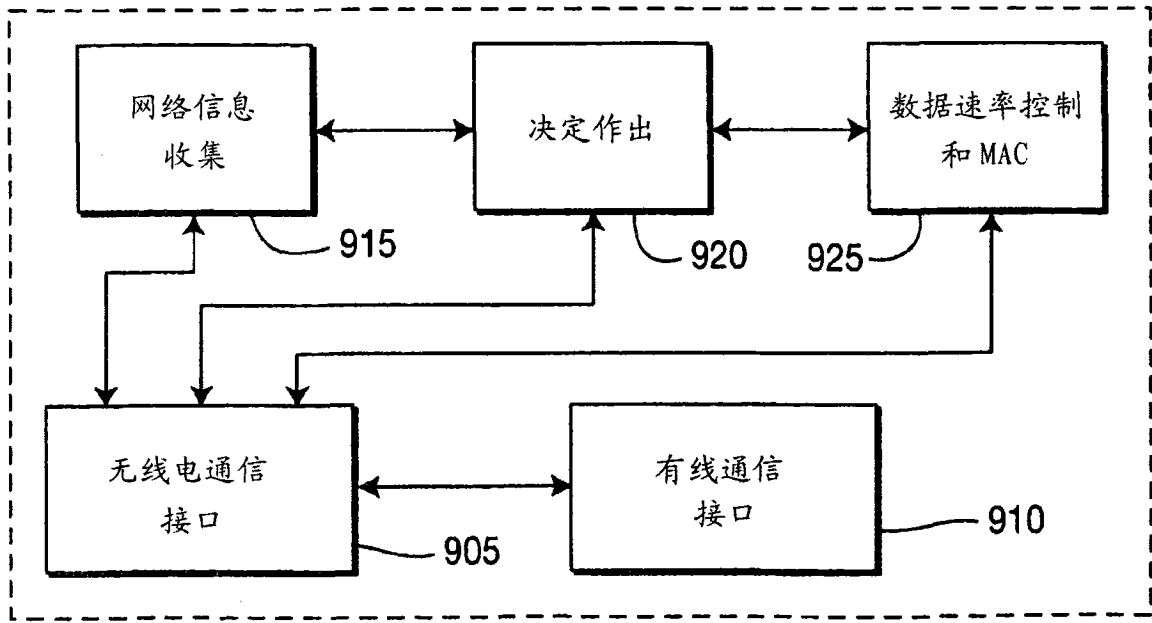 网络信息
收集
决定作出
数据速率控制
和 MAC
915
920
925
无线电通信
接口
有线通信
接口
905
910